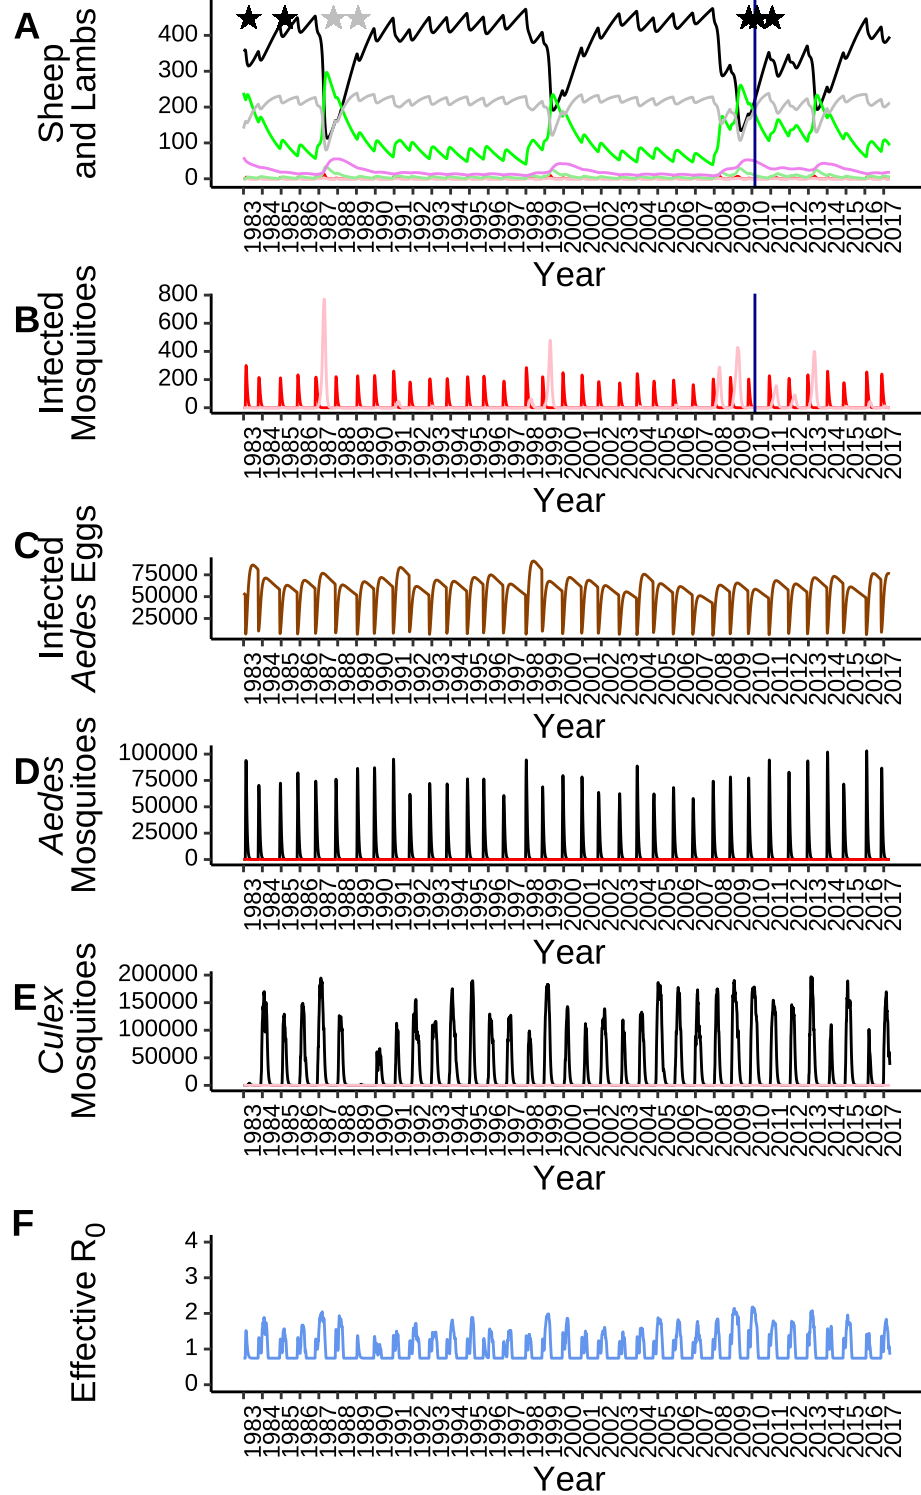 A
Sheep
and Lambs
400
300
200
100
0
1983 1984 1985 1986 1987 1988 1989 1990 1991 1992 1993 1994 1995 1996 1997 1998 1999 2000 2001 2002 2003 2004 2005 2006 2007 2008 2009 2010 2011 2012 2013 2014 2015 2016 2017
Year
B
Infected
Mosquitoes
800
600
400
200
0
1983 1984 1985 1986 1987 1988 1989 1990 1991 1992 1993 1994 1995 1996 1997 1998 1999 2000 2001 2002 2003 2004 2005 2006 2007 2008 2009 2010 2011 2012 2013 2014 2015 2016 2017
Year
C
Infected
Aedes Eggs
75000
50000
25000
1983 1984 1985 1986 1987 1988 1989 1990 1991 1992 1993 1994 1995 1996 1997 1998 1999 2000 2001 2002 2003 2004 2005 2006 2007 2008 2009 2010 2011 2012 2013 2014 2015 2016 2017
Year
D
Aedes
Mosquitoes
100000
75000
50000
25000
0
1983 1984 1985 1986 1987 1988 1989 1990 1991 1992 1993 1994 1995 1996 1997 1998 1999 2000 2001 2002 2003 2004 2005 2006 2007 2008 2009 2010 2011 2012 2013 2014 2015 2016 2017
Year
E
Culex
Mosquitoes
200000
150000
100000
50000
0
1983 1984 1985 1986 1987 1988 1989 1990 1991 1992 1993 1994 1995 1996 1997 1998 1999 2000 2001 2002 2003 2004 2005 2006 2007 2008 2009 2010 2011 2012 2013 2014 2015 2016 2017
Year
F
Effective R0
4
3
2
1
0
1983 1984 1985 1986 1987 1988 1989 1990 1991 1992 1993 1994 1995 1996 1997 1998 1999 2000 2001 2002 2003 2004 2005 2006 2007 2008 2009 2010 2011 2012 2013 2014 2015 2016 2017
Year